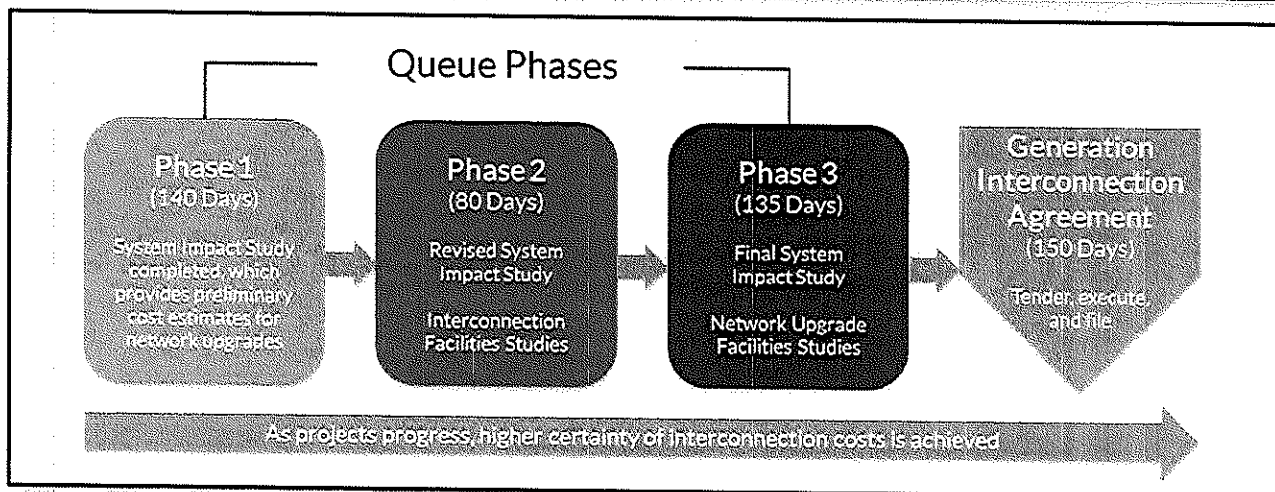 Queue Phases
Phase 1
(140 Days)
System Impact Study
completed, which
provides preliminary
cost estimates for
network upgrades
Phase 2
(80 Days)
Revised System
Impact Study
Interconnection
Facilities Studies
Phase 3
(135 Days)
Final System
Impact Study
Network Upgrade
Facilities Studies
Generation
Interconnection
Agreement
(150 Days)
Tender, execute,
and file
As projects progress, higher certainty of interconnection costs is achieved